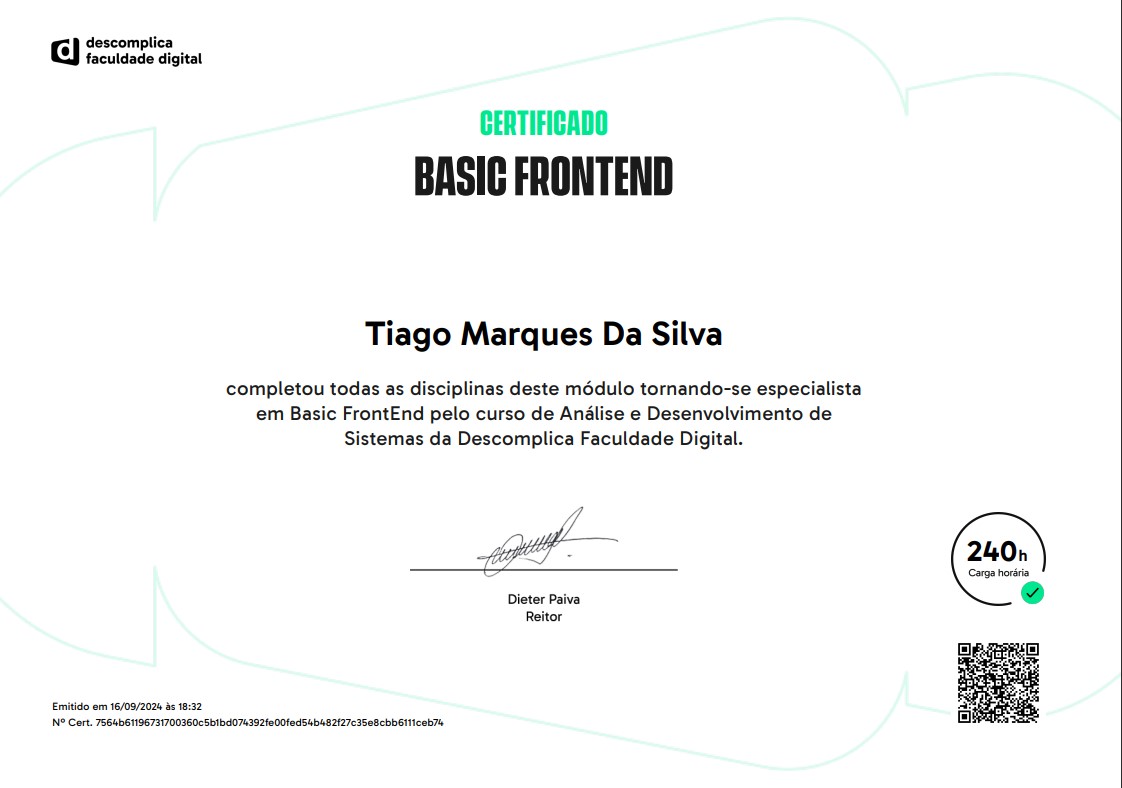 descomplica
faculdade digital
CERTIFICADO
BASIC FRONTEND
Tiago Marques Da Silva
completou todas as disciplinas deste módulo tornando-se especialista
em Basic FrontEnd pelo curso de Análise e Desenvolvimento de
Sistemas da Descomplica Faculdade Digital.
240h
Carga horária
Dieter Paiva
Reitor
Emitido em 16/09/2024 às 18:32
Nº Cert. 7564b61196731700360c5b1bd074392fe00fed54b482f27c35e8cbb6111ceb74